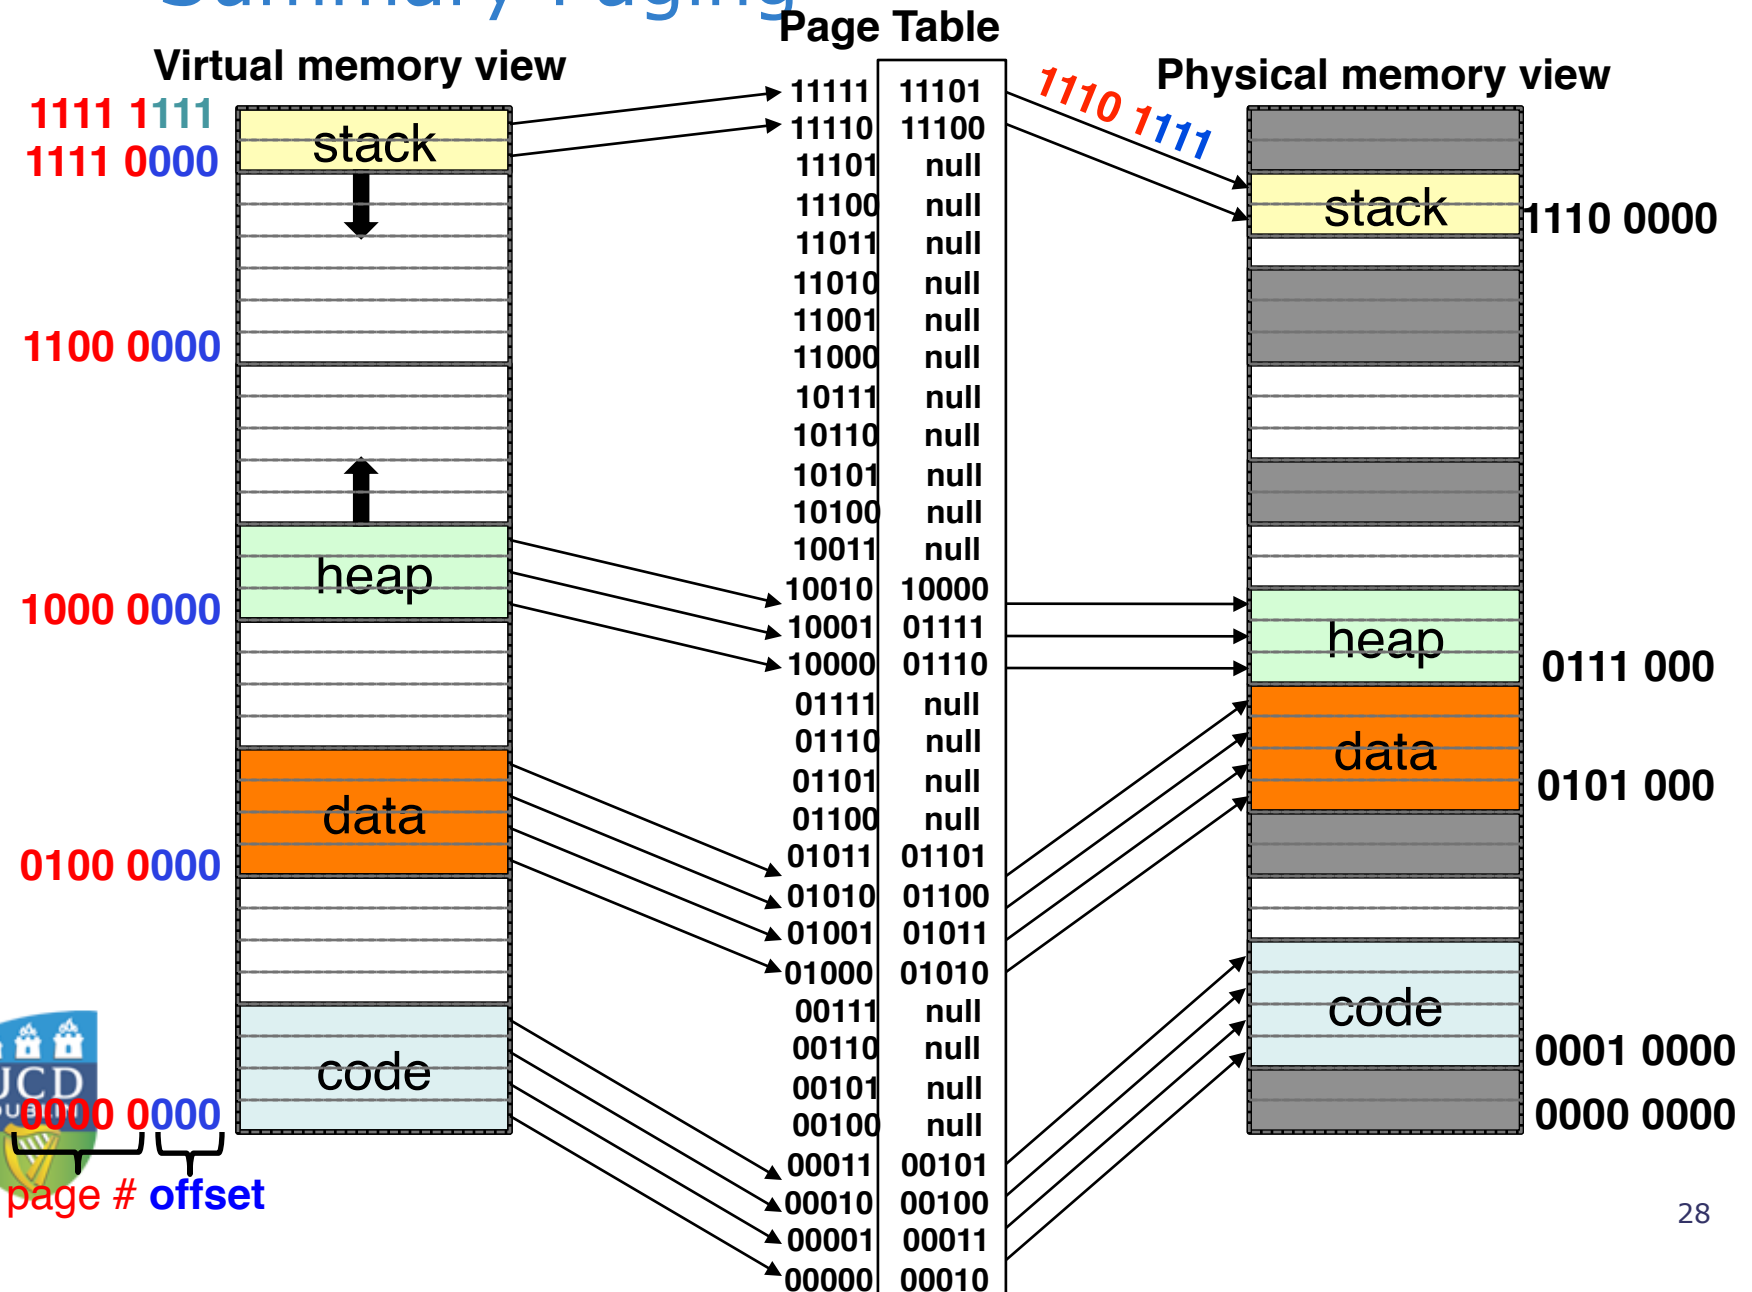 Summary Paging
Page Table
Virtual memory view
Physical memory view
1111 1111
1111 0000
1100 0000
1000 0000
0100 0000
0000 0000
page # offset
stack
heap
data
code
11111 11101
11110 11100
11101 null
11100 null
11011 null
11010 null
11001 null
11000 null
10111 null
10110 null
10101 null
10100 null
10011 null
10010 10000
10001 01111
10000 01110
01111 null
01110 null
01101 null
01100 null
01011 01101
01010 01100
01001 01011
01000 01010
00111 null
00110 null
00101 null
00100 null
00011 00101
00010 00100
00001 00011
00000 00010
1110 1111
stack
heap
data
code
1110 0000
0111 000
0101 000
0001 0000
0000 0000
UCD
DUBLIN
28